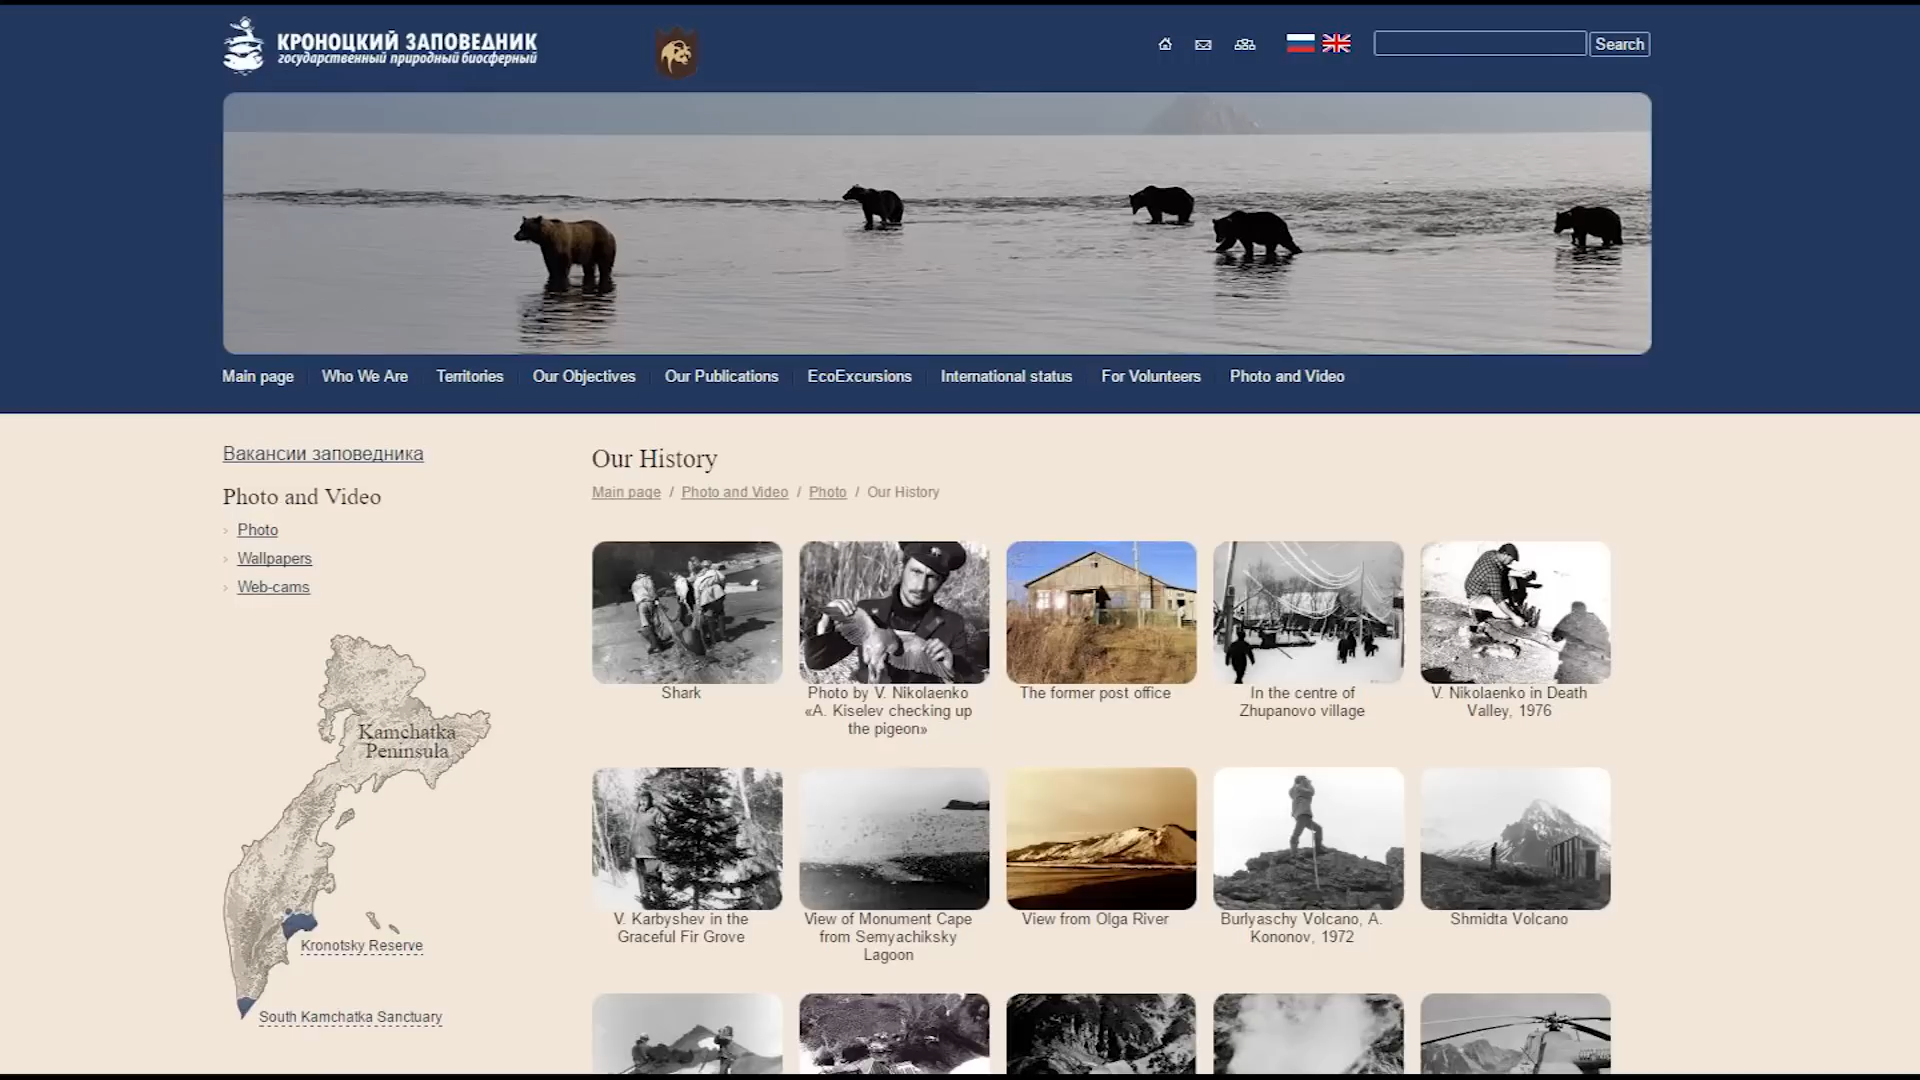 КРОНОЦКИЙ ЗАПОВЕДНИК
государственный природный биосферный
Search
Main page
Who We Are
Territories
Our Objectives
Our Publications
EcoExcursions
International status
For Volunteers
Photo and Video
Вакансии заповедника
Photo and Video
Photo
Wallpapers
Web-cams
Kamchatka
Peninsula
Kronotsky Reserve
South Kamchatka Sanctuary
Our History
Main page / Photo and Video / Photo / Our History
Shark
Photo by V. Nikolaenko
«A. Kiselev checking up
the pigeon»
The former post office
In the centre of
Zhupanovo village
V. Nikolaenko in Death
Valley, 1976
V. Karbyshev in the
Graceful Fir Grove
View of Monument Cape
from Semyachiksky
Lagoon
View from Olga River
Burlyaschy Volcano, A.
Kononov, 1972
Shmidta Volcano